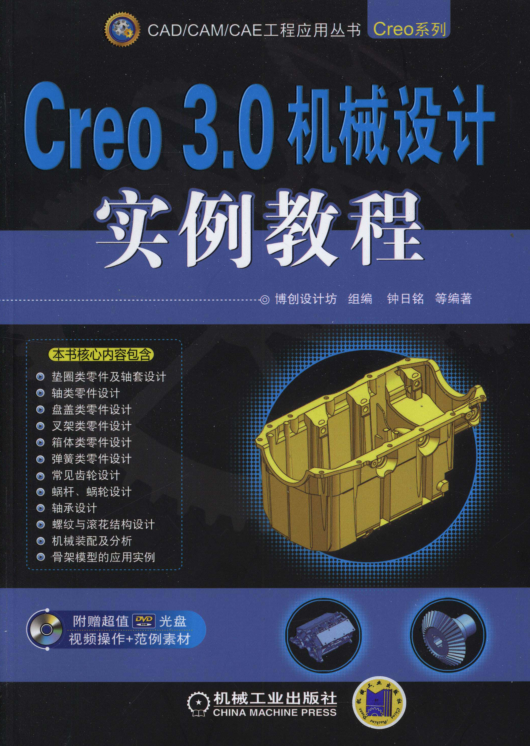 CAD/CAM/CAE工程应用丛书 Creo系列
Creo 3.0 机械设计
实例教程
博创设计坊 组编 钟日铭 等编著
本书核心内容包含
垫圈类零件及轴套设计
轴类零件设计
盘盖类零件设计
叉架类零件设计
箱体类零件设计
弹簧类零件设计
常见齿轮设计
蜗杆、蜗轮设计
轴承设计
螺纹与滚花结构设计
机械装配及分析
骨架模型的应用实例
附赠超值 DVD 光盘
视频操作+范例素材
机械工业出版社
CHINA MACHINE PRESS